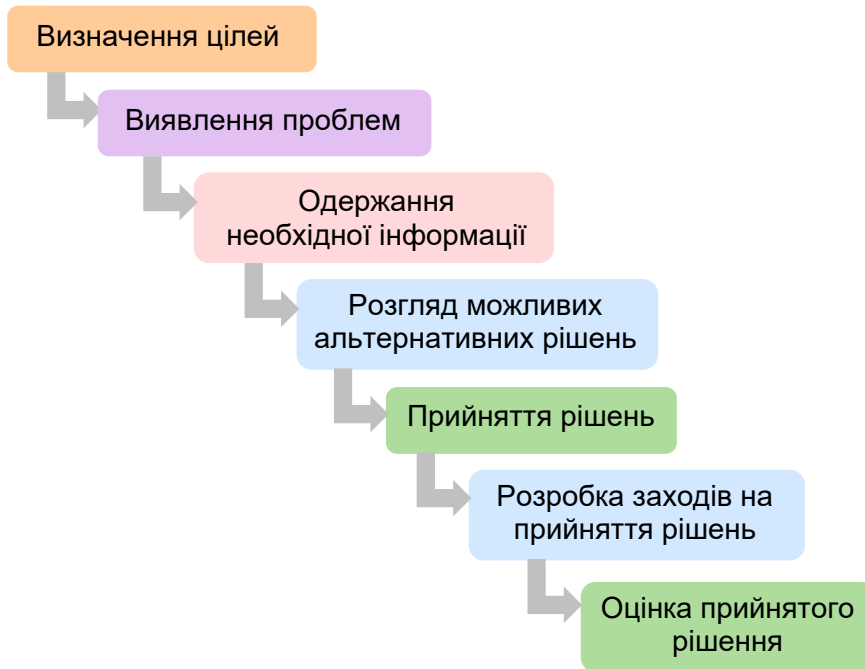 Визначення цілей
Виявлення проблем
Одержання
необхідної інформації
Розгляд можливих
альтернативних рішень
Прийняття рішень
Розробка заходів на
прийняття рішень
Оцінка прийнятого
рішення